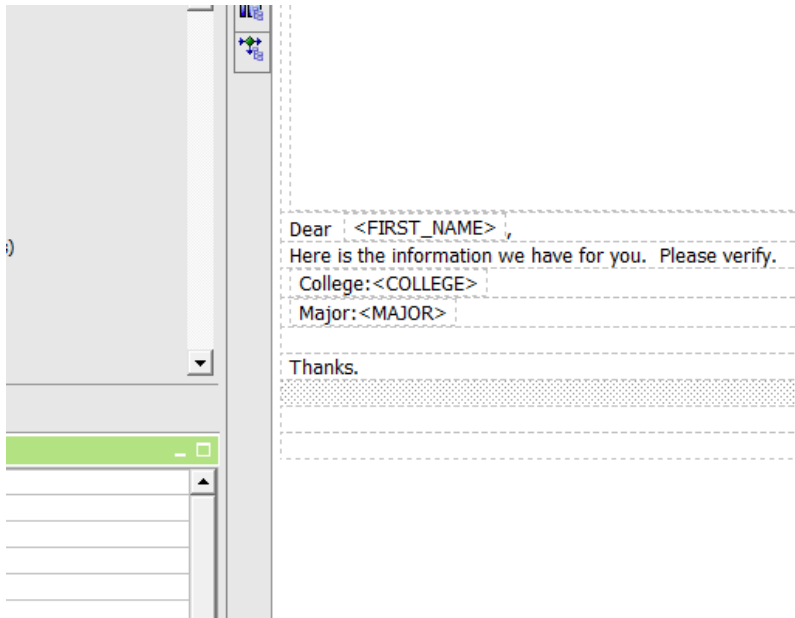 )
Dear <FIRST_NAME> ,
Here is the information we have for you.  Please verify.
College:<COLLEGE>
Major:<MAJOR>
Thanks.